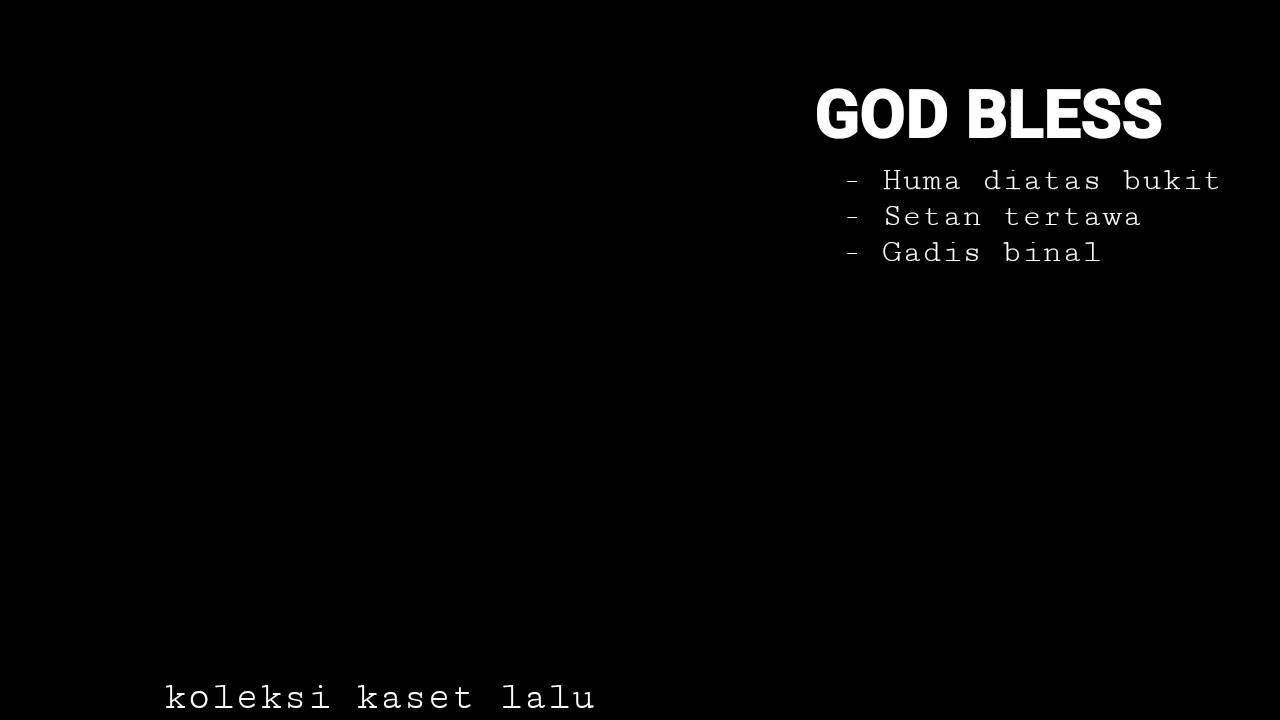 GOD BLESS
- Huma diatas bukit
- Setan tertawa
- Gadis binal
koleksi kaset lalu